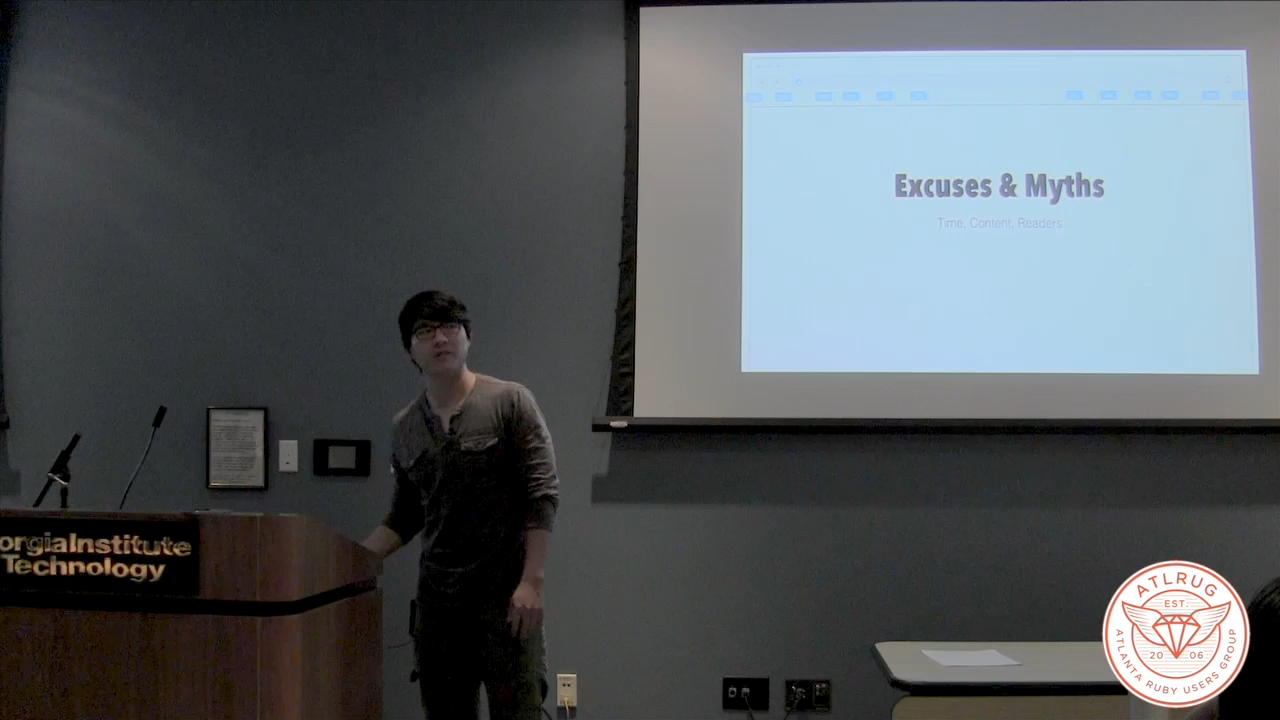 Excuses & Myths
Time, Content, Readers
orgiaInstitute
Technology
ATLRUG
EST.
20 06
ATLANTA RUBY USERS GROUP